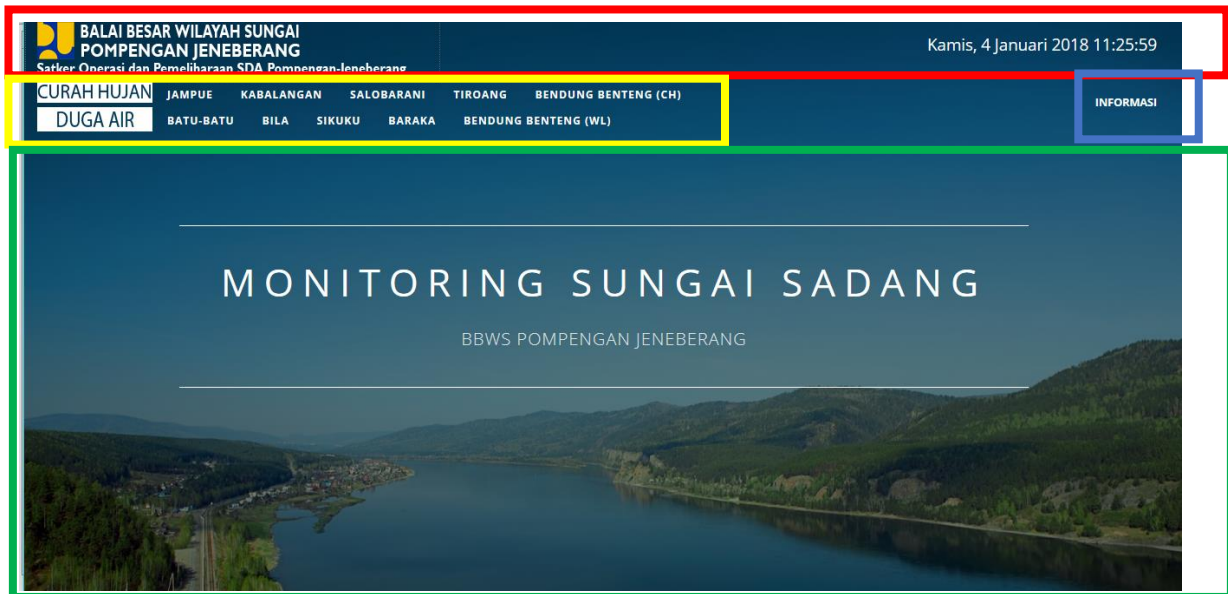 BALAI BESAR WILAYAH SUNGAI
POMPENGAN JENEBERANG
Satker Operasi dan Pemeliharaan SDA Pompengan-Jeneberang
Kamis, 4 Januari 2018 11:25:59
CURAH HUJAN JAMPUE KABALANGAN SALOBARANI TIROANG BENDUNG BENTENG (CH)
INFORMASI
DUGA AIR BATU-BATU BILA SIKUKU BARAKA BENDUNG BENTENG (WL)
MONITORING SUNGAI SADANG
BBWS POMPENGAN JENEBERANG